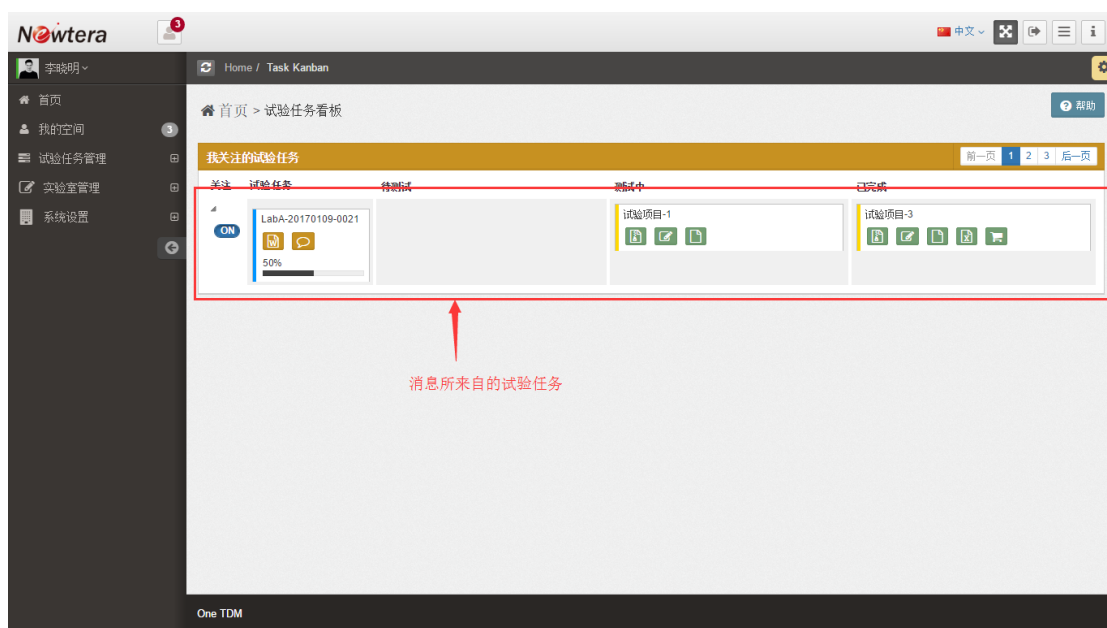 Newtera
3
中文
i
李晓明
Home / Task Kanban
首页
首页 > 试验任务看板
帮助
我的空间
3
试验任务管理
我关注的试验任务
前一页 1 2 3 后一页
实验室管理
关注 试验任务 待测试 测试中 已完成
系统设置
ON
LabA-20170109-0021
试验项目-1
试验项目-3
50%
消息所来自的试验任务
One TDM